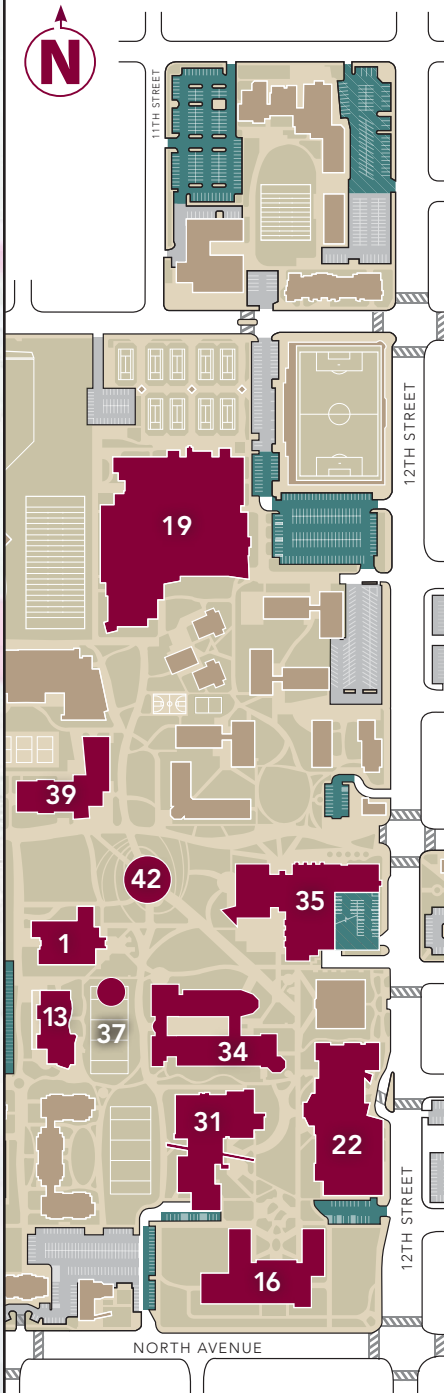 N
11TH STREET
12TH STREET
19
39
42
35
1
13
37
34
31
22
12TH STREET
16
NORTH AVENUE